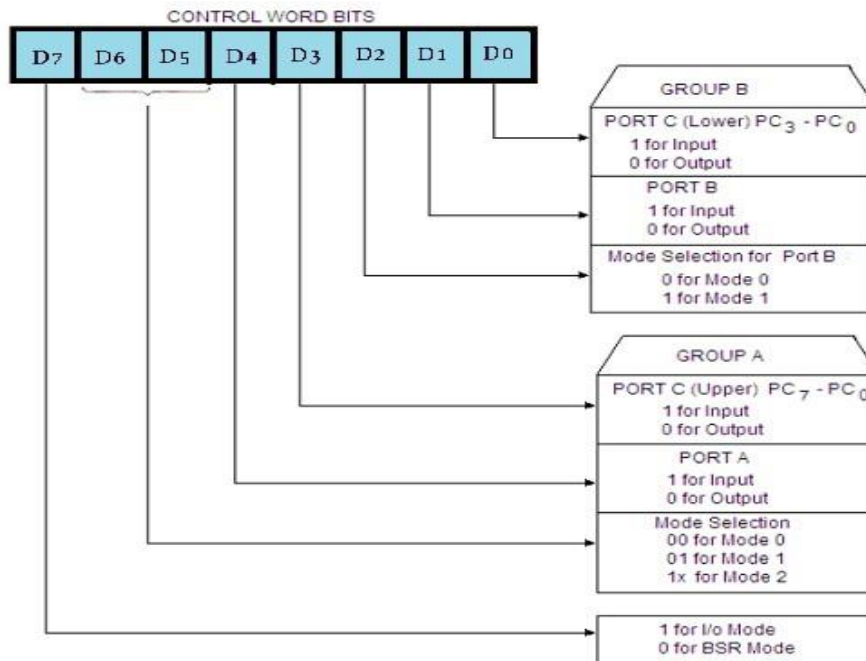 CONTROL WORD BITS
D7 D6 D5 D4 D3 D2 D1 D0
GROUP B
PORT C (Lower) PC3 - PC0
1 for Input
0 for Output
PORT B
1 for Input
0 for Output
Mode Selection for Port B
0 for Mode 0
1 for Mode 1
GROUP A
PORT C (Upper) PC7 - PC0
1 for Input
0 for Output
PORT A
1 for Input
0 for Output
Mode Selection
00 for Mode 0
01 for Mode 1
1x for Mode 2
1 for I/o Mode
0 for BSR Mode